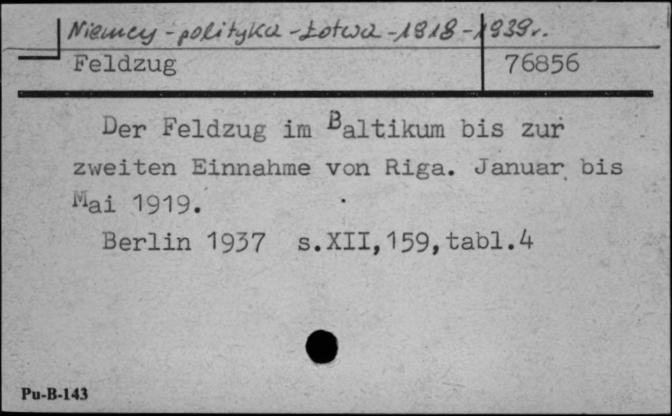 Niemcy - polityka - Łotwa - 1918 - 1939r.
Feldzug 76856
Der Feldzug im Baltikum bis zur
zweiten Einnahme von Riga. Januar bis
Mai 1919.
Berlin 1937 s.XII,159,tabl.4
Pu-B-143